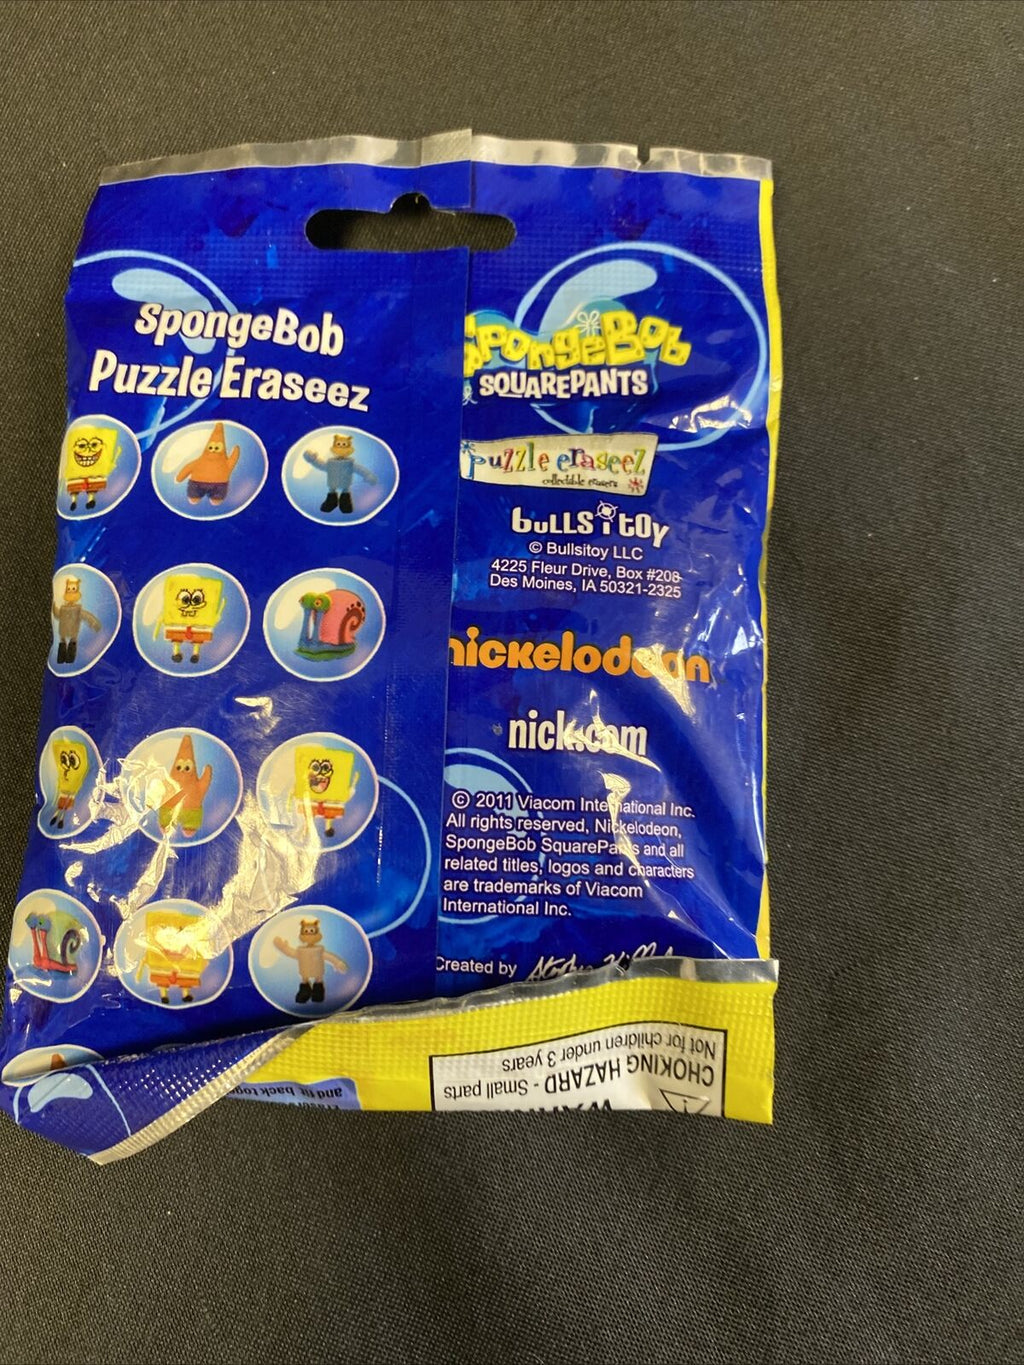 SpongeBob
Puzzle Eraseez
SpongeBob
SQUAREPANTS
puzzle eraseez
collectible erasers
bULLSitOy
© Bullsitoy LLC
4225 Fleur Drive, Box #208
Des Moines, IA 50321-2325
nickelodeon
nick.com
© 2011 Viacom International Inc.
All rights reserved, Nickelodeon,
SpongeBob SquarePants and all
related titles, logos and characters
are trademarks of Viacom
International Inc.
Created by
CHOKING HAZARD - Small parts
Not for children under 3 years
and fit back